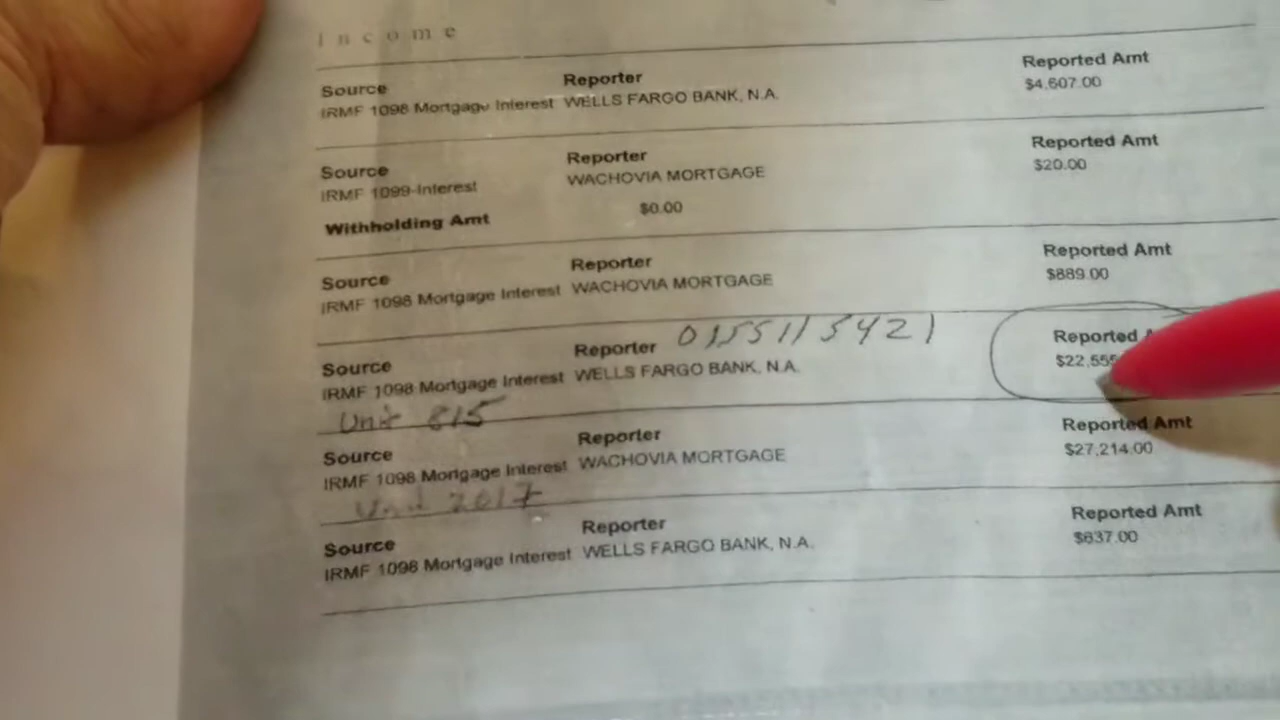 Income
Source Reporter Reported Amt
IRMF 1098 Mortgage Interest WELLS FARGO BANK, N.A. $4,607.00
Source Reporter Reported Amt
IRMF 1099-Interest WACHOVIA MORTGAGE $20.00
Withholding Amt $0.00
Source Reporter Reported Amt
IRMF 1098 Mortgage Interest WACHOVIA MORTGAGE $889.00
0155115421
Source Reporter Reported
IRMF 1098 Mortgage Interest WELLS FARGO BANK, N.A.
Unit 815
Source Reporter Reported Amt
IRMF 1098 Mortgage Interest WACHOVIA MORTGAGE $27,214.00
Unit 2017
Source Reporter Reported Amt
IRMF 1098 Mortgage Interest WELLS FARGO BANK, N.A. $637.00